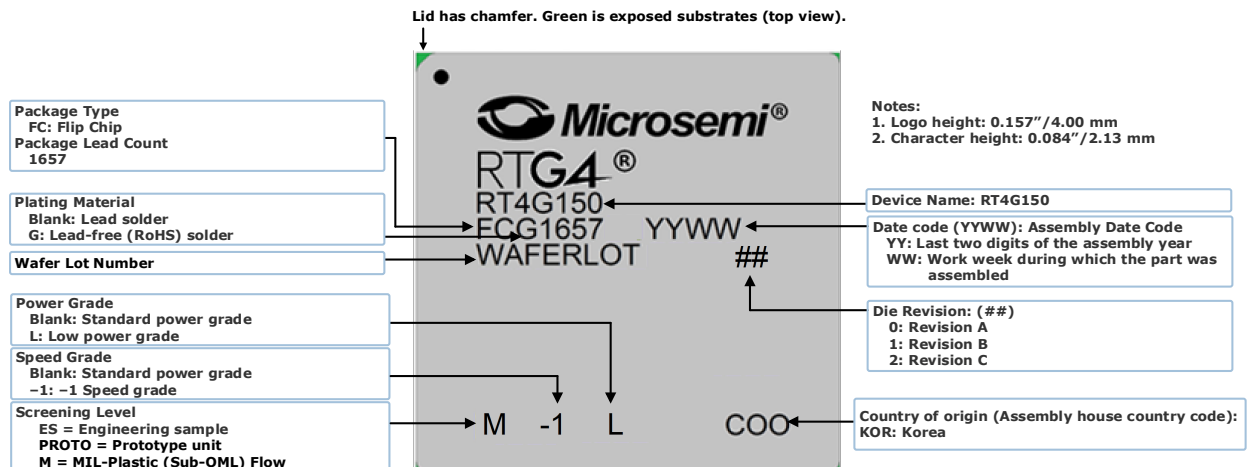 Lid has chamfer. Green is exposed substrates (top view).
Package Type
FC: Flip Chip
Package Lead Count
1657
Plating Material
Blank: Lead solder
G: Lead-free (RoHS) solder
Wafer Lot Number
Power Grade
Blank: Standard power grade
L: Low power grade
Speed Grade
Blank: Standard power grade
–1: –1 Speed grade
Screening Level
ES = Engineering sample
PROTO = Prototype unit
M = MIL-Plastic (Sub-QML) Flow
Microsemi®
RTG4®
RT4G150
FCG1657 YYWW
WAFERLOT
##
M -1 L COO
Notes:
1. Logo height: 0.157″/4.00 mm
2. Character height: 0.084″/2.13 mm
Device Name: RT4G150
Date code (YYWW): Assembly Date Code
YY: Last two digits of the assembly year
WW: Work week during which the part was
assembled
Die Revision: (##)
0: Revision A
1: Revision B
2: Revision C
Country of origin (Assembly house country code):
KOR: Korea